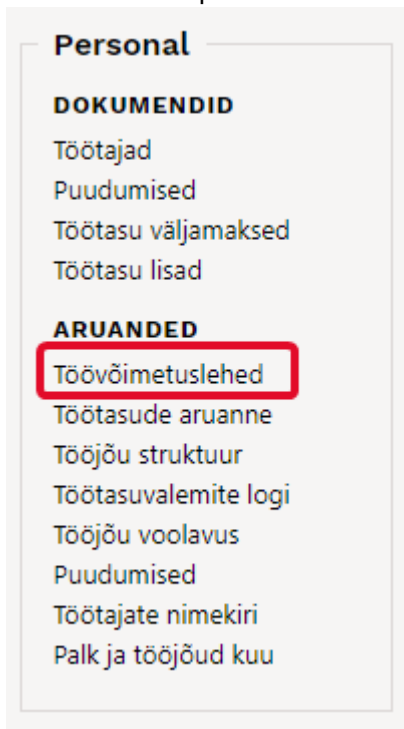 Personal
DOKUMENDID
Töötajad
Puudumised
Töötasu väljamaksed
Töötasu lisad
ARUANDED
Töövõimetuslehed
Töötasude aruanne
Tööjõu struktuur
Töötasuvalemite logi
Tööjõu voolavus
Puudumised
Töötajate nimekiri
Palk ja tööjõud kuu